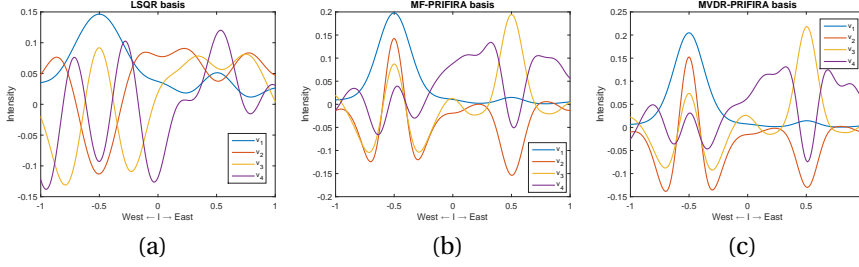 LSQR basis
0.15
0.1
0.05
0
-0.05
-0.1
-0.15
Intensity
-1 -0.5 0 0.5 1
West ← l → East
v1
v2
v3
v4
(a)
MF-PRIFIRA basis
0.2
0.15
0.1
0.05
0
-0.05
-0.1
-0.15
-0.2
Intensity
-1 -0.5 0 0.5 1
West ← l → East
v1
v2
v3
v4
(b)
MVDR-PRIFIRA basis
0.25
0.2
0.15
0.1
0.05
0
-0.05
-0.1
-0.15
Intensity
-1 -0.5 0 0.5
West ← l → East
v1
v2
v3
v4
(c)